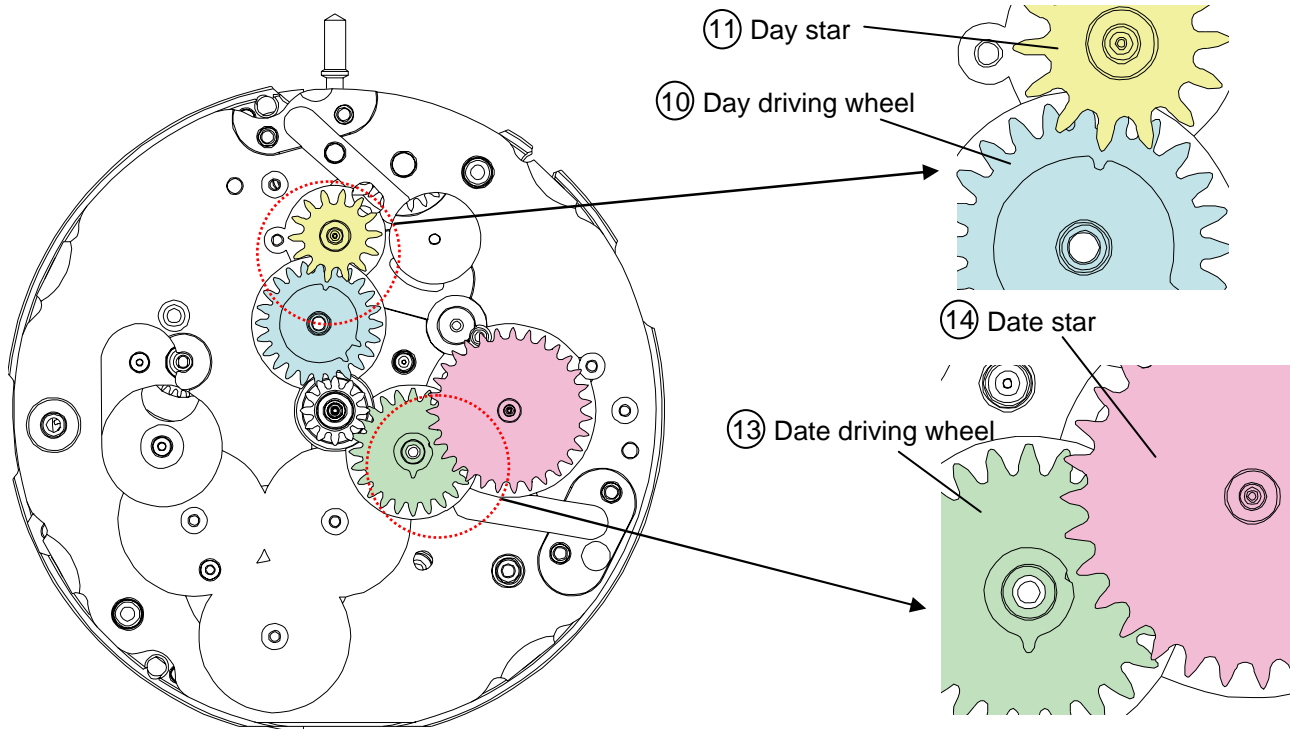 ⑪ Day star
⑩ Day driving wheel
⑭ Date star
⑬ Date driving wheel